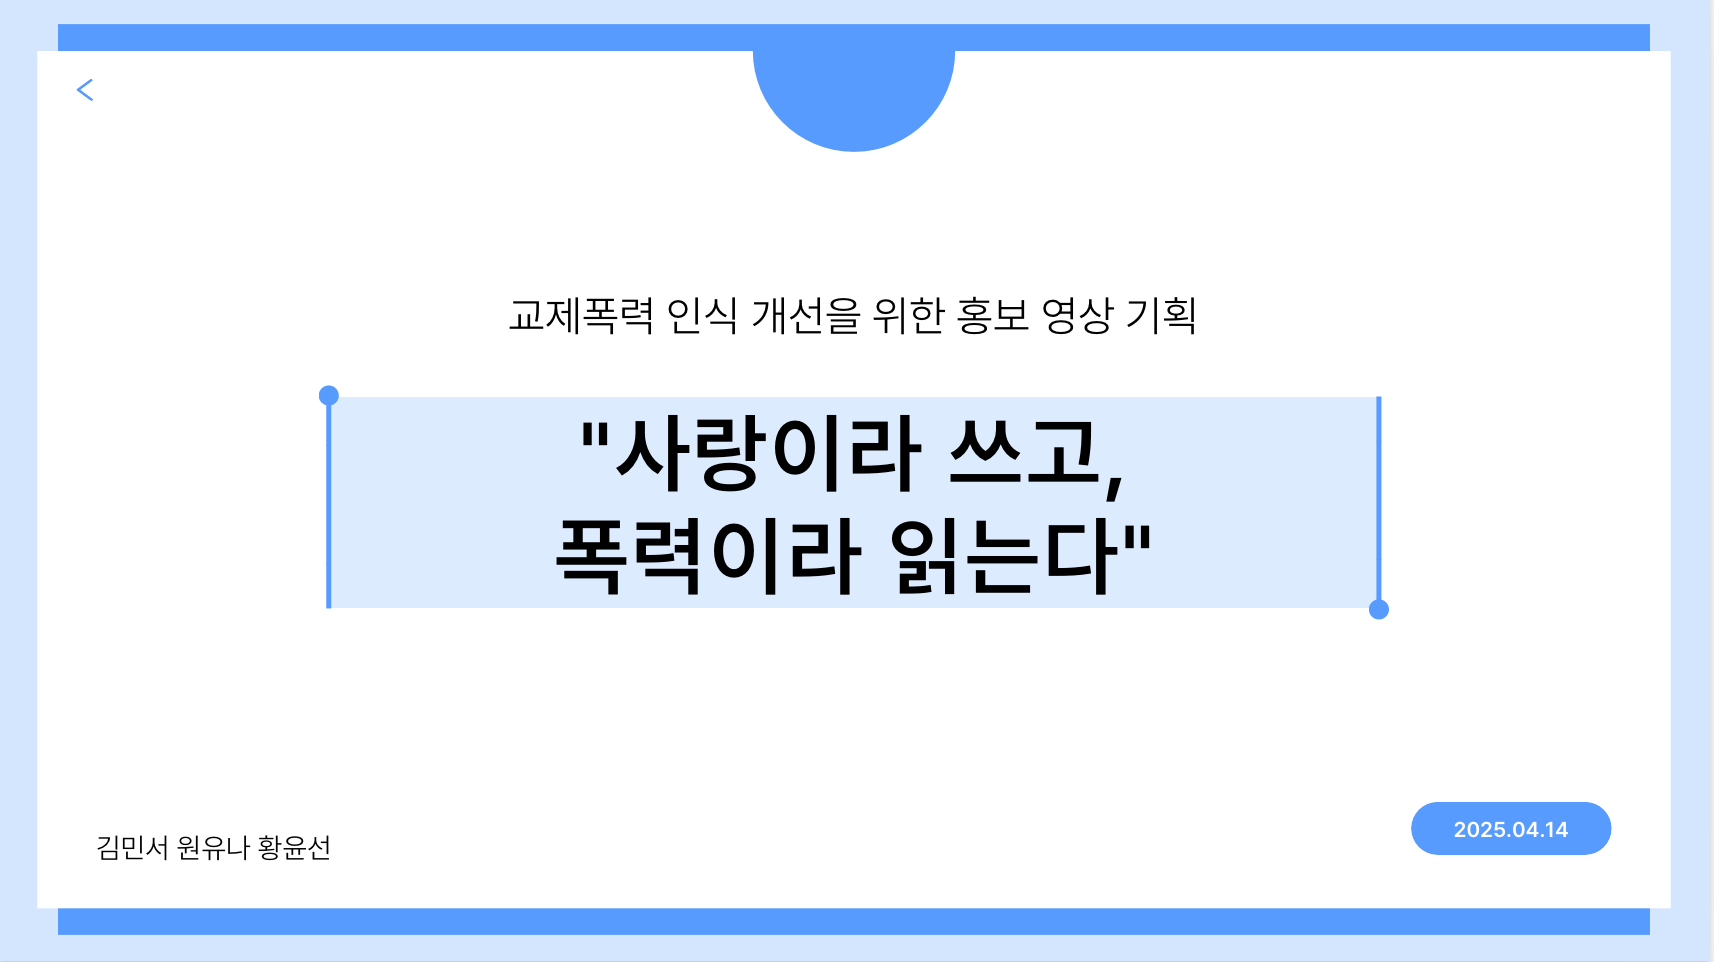 교제폭력 인식 개선을 위한 홍보 영상 기획
"사랑이라 쓰고,
폭력이라 읽는다"
김민서 원유나 황윤선
2025.04.14